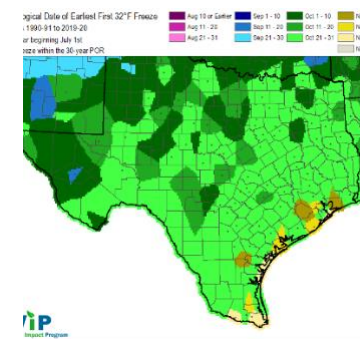 ogical Date of Earliest First 32°F Freeze
1990-91 to 2019-20
ar beginning July 1st
eeze within the 30-year POR
Aug 10 or Earlier
Aug 11 - 20
Aug 21 - 31
Sep 1 - 10
Sep 11 - 20
Sep 21 - 30
Oct 1 - 10
Oct 11 - 20
Oct 21 - 31
N
N
N
N
ViP
Impact Program